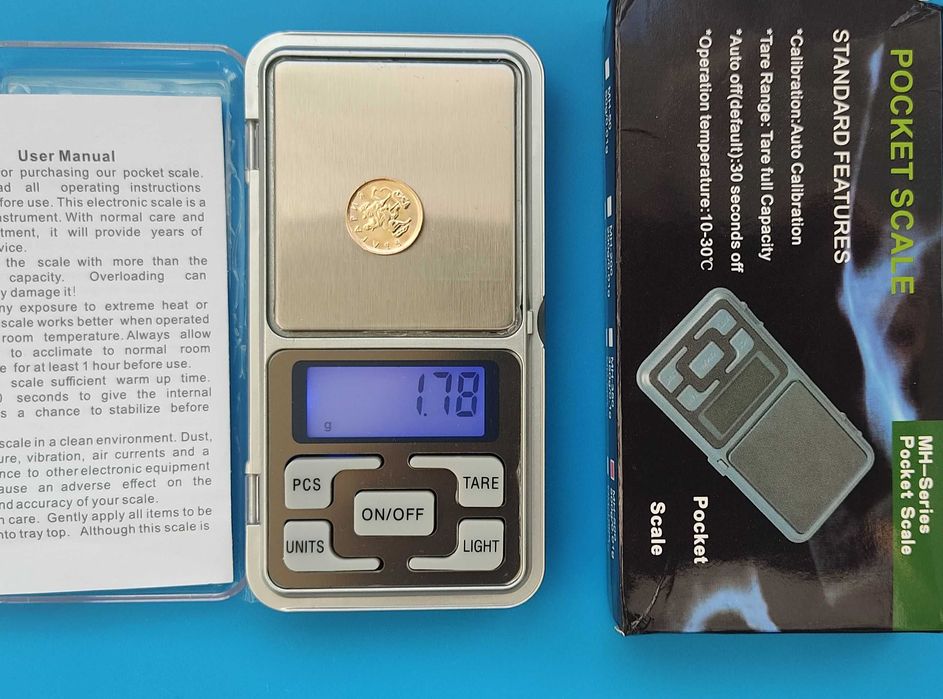 User Manual
or purchasing our pocket scale.
ad all operating instructions
fore use. This electronic scale is a
nstrument. With normal care and
tment, it will provide years of
vice.
the scale with more than the
capacity. Overloading can
y damage it!
ny exposure to extreme heat or
scale works better when operated
room temperature. Always allow
to acclimate to normal room
e for at least 1 hour before use.
scale sufficient warm up time.
0 seconds to give the internal
s a chance to stabilize before
scale in a clean environment. Dust,
ure, vibration, air currents and a
nce to other electronic equipment
ause an adverse effect on the
nd accuracy of your scale.
h care. Gently apply all items to be
nto tray top. Although this scale is
1.78
g
PCS
TARE
ON/OFF
UNITS
LIGHT
POCKET SCALE
STANDARD FEATURES
*Calibration:Auto Calibration
*Tare Range: Tare full Capacity
*Auto off(default):30 seconds off
*Operation temperature:10-30℃
MH-Series
Pocket Scale
Pocket
Scale